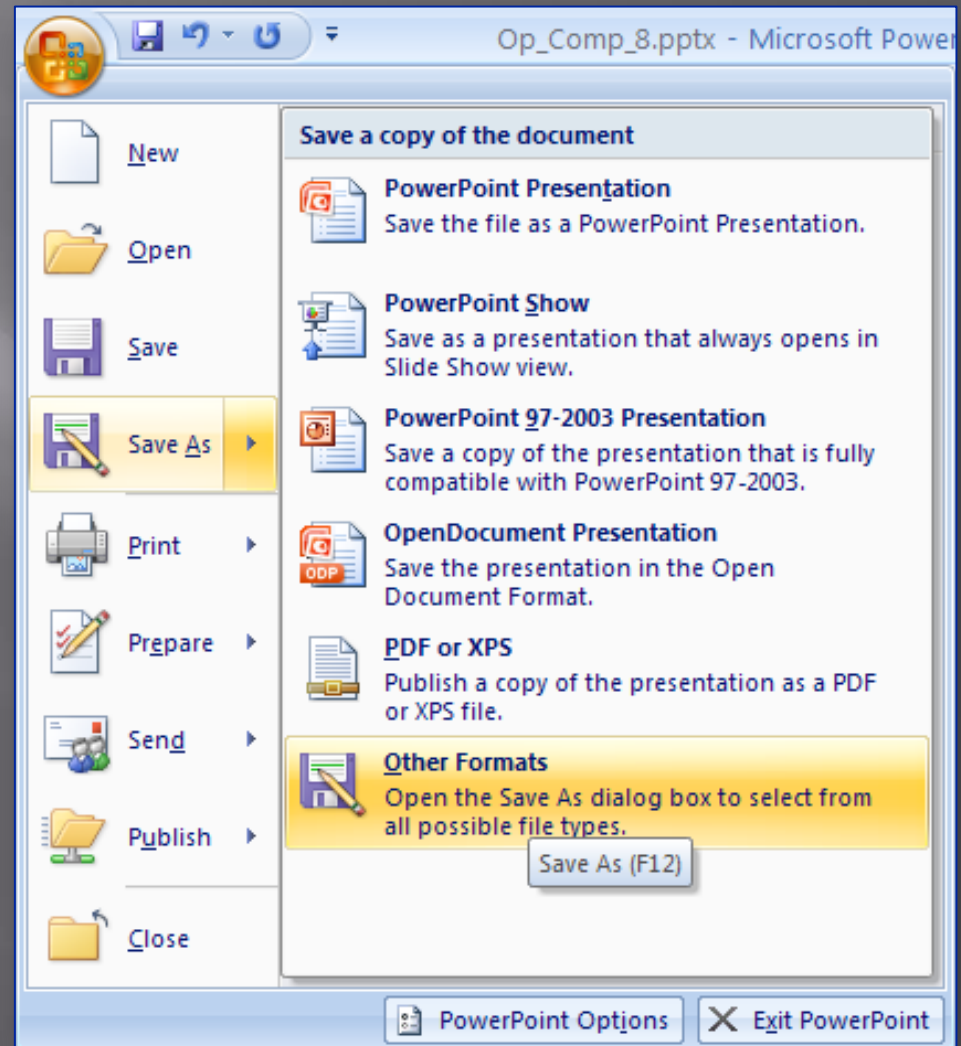 Op_Comp_8.pptx - Microsoft Power
New
Open
Save
Save As
Print
Prepare
Send
Publish
Close
Save a copy of the document
PowerPoint Presentation
Save the file as a PowerPoint Presentation.
PowerPoint Show
Save as a presentation that always opens in
Slide Show view.
PowerPoint 97-2003 Presentation
Save a copy of the presentation that is fully
compatible with PowerPoint 97-2003.
OpenDocument Presentation
ODP
Save the presentation in the Open
Document Format.
PDF or XPS
Publish a copy of the presentation as a PDF
or XPS file.
Other Formats
Open the Save As dialog box to select from
all possible file types.
Save As (F12)
PowerPoint Options
Exit PowerPoint